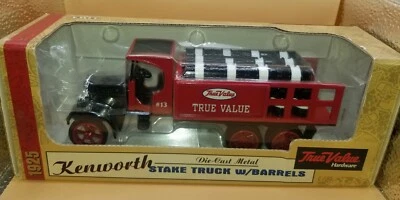 True Value
#13
TRUE VALUE
1925
Kenworth
Die-Cast Metal
STAKE TRUCK W/BARRELS
True Value
Hardware